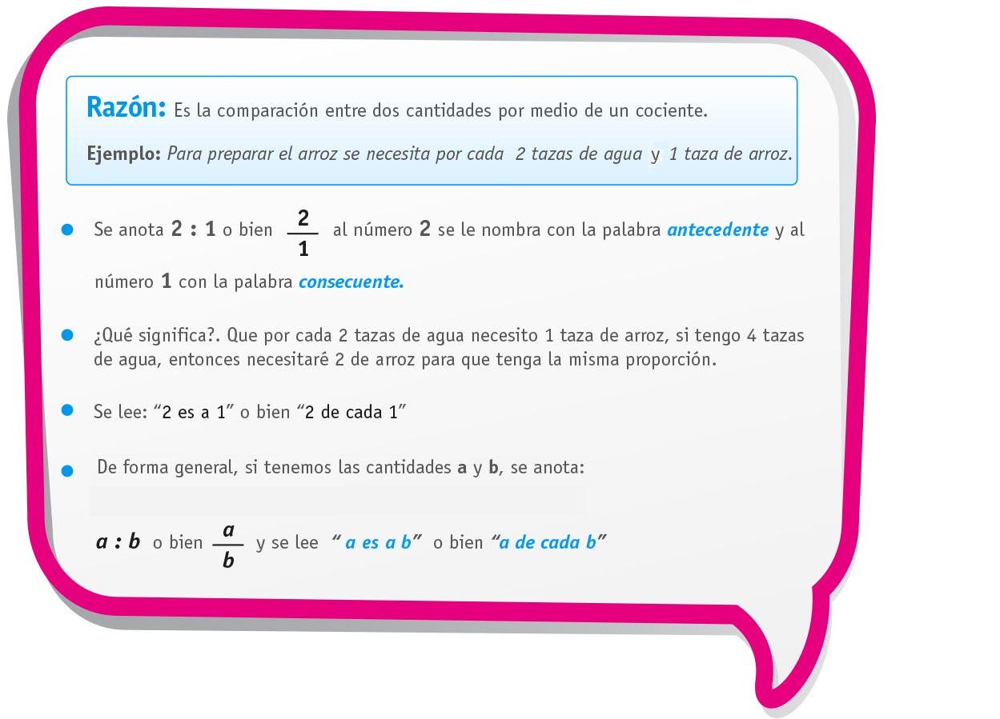 Razón: Es la comparación entre dos cantidades por medio de un cociente.
Ejemplo: Para preparar el arroz se necesita por cada 2 tazas de agua y 1 taza de arroz.
Se anota 2 : 1 o bien 2/1 al número 2 se le nombra con la palabra antecedente y al
número 1 con la palabra consecuente.
¿Qué significa?. Que por cada 2 tazas de agua necesito 1 taza de arroz, si tengo 4 tazas
de agua, entonces necesitaré 2 de arroz para que tenga la misma proporción.
Se lee: “2 es a 1” o bien “2 de cada 1”
De forma general, si tenemos las cantidades a y b, se anota:
a : b o bien a/b y se lee “ a es a b” o bien “a de cada b”